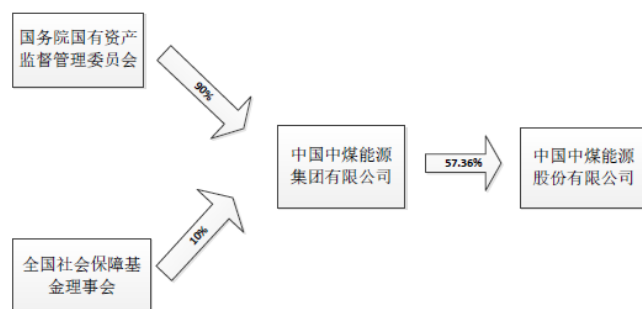 国务院国有资产
监督管理委员会
90%
中国中煤能源
集团有限公司
57.36%
中国中煤能源
股份有限公司
10%
全国社会保障基
金理事会